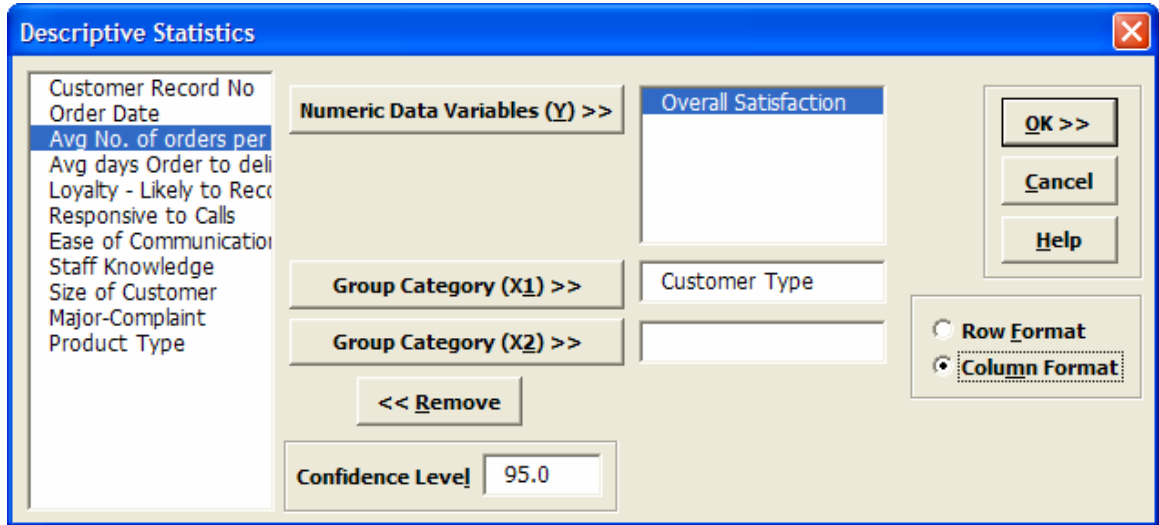 Descriptive Statistics
Customer Record No
Order Date
Avg No. of orders per
Avg days Order to deli
Loyalty - Likely to Reco
Responsive to Calls
Ease of Communication
Staff Knowledge
Size of Customer
Major-Complaint
Product Type
Numeric Data Variables (Y) >>
Overall Satisfaction
Group Category (X1) >>
Customer Type
Group Category (X2) >>
<< Remove
Confidence Level
95.0
OK >>
Cancel
Help
Row Format
Column Format